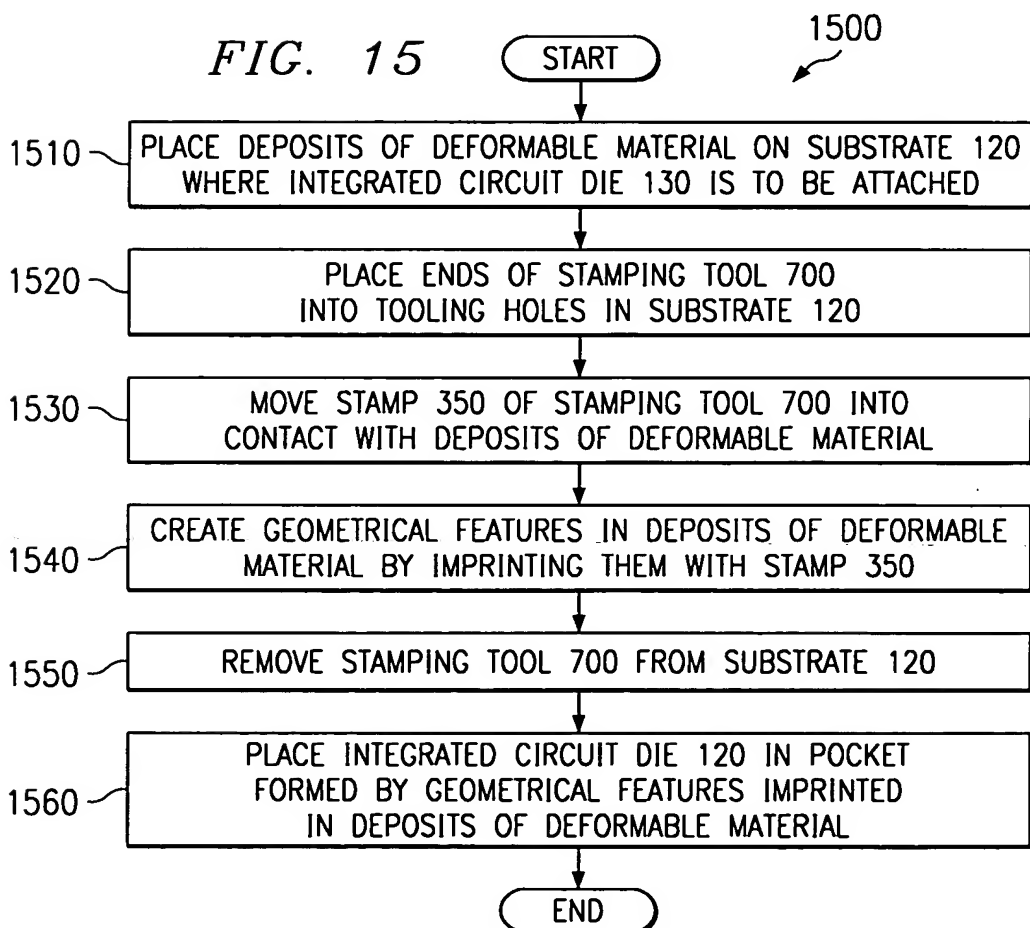 FIG. 15
START
1500
1510
PLACE DEPOSITS OF DEFORMABLE MATERIAL ON SUBSTRATE 120
WHERE INTEGRATED CIRCUIT DIE 130 IS TO BE ATTACHED
1520
PLACE ENDS OF STAMPING TOOL 700
INTO TOOLING HOLES IN SUBSTRATE 120
1530
MOVE STAMP 350 OF STAMPING TOOL 700 INTO
CONTACT WITH DEPOSITS OF DEFORMABLE MATERIAL
1540
CREATE GEOMETRICAL FEATURES IN DEPOSITS OF DEFORMABLE
MATERIAL BY IMPRINTING THEM WITH STAMP 350
1550
REMOVE STAMPING TOOL 700 FROM SUBSTRATE 120
1560
PLACE INTEGRATED CIRCUIT DIE 120 IN POCKET
FORMED BY GEOMETRICAL FEATURES IMPRINTED
IN DEPOSITS OF DEFORMABLE MATERIAL
END